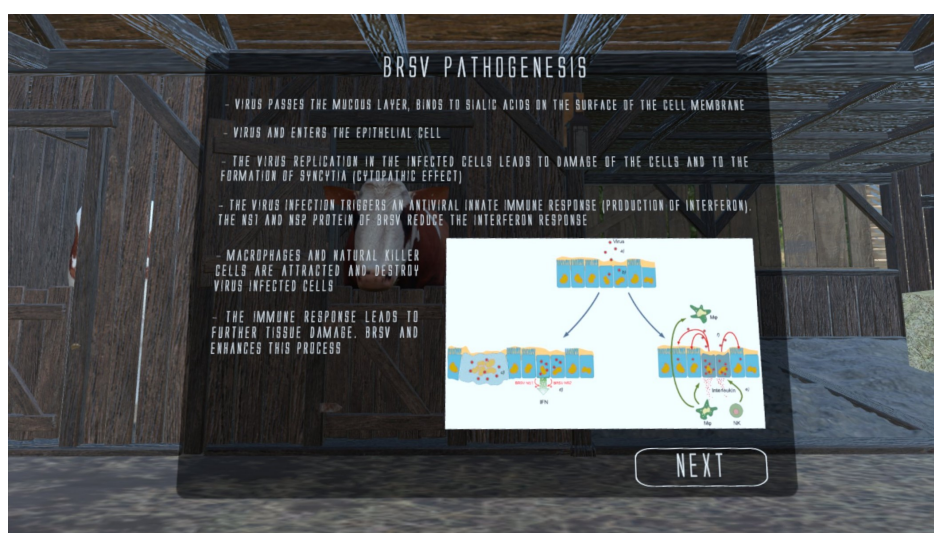 BRSV PATHOGENESIS
- VIRUS PASSES THE MUCOUS LAYER, BINDS TO SIALIC ACIDS ON THE SURFACE OF THE CELL MEMBRANE
- VIRUS AND ENTERS THE EPITHELIAL CELL
- THE VIRUS REPLICATION IN THE INFECTED CELLS LEADS TO DAMAGE OF THE CELLS AND TO THE
FORMATION OF SYNCYTIA (CYTOPATHIC EFFECT)
- THE VIRUS INFECTION TRIGGERS AN ANTIVIRAL INNATE IMMUNE RESPONSE (PRODUCTION OF INTERFERON).
THE NS1 AND NS2 PROTEIN OF BRSV REDUCE THE INTERFERON RESPONSE
- MACROPHAGES AND NATURAL KILLER
CELLS ARE ATTRACTED AND DESTROY
VIRUS INFECTED CELLS
- THE IMMUNE RESPONSE LEADS TO
FURTHER TISSUE DAMAGE. BRSV AND
ENHANCES THIS PROCESS
Virus
IFN
NK
NEXT